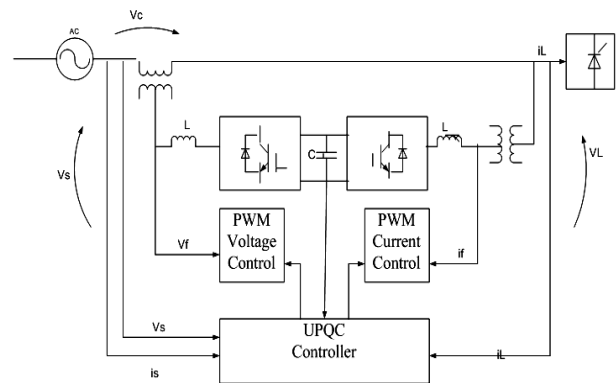 Vc
AC
iL
L
L
C
Vs
VL
PWM
Voltage
Control
PWM
Current
Control
Vf
if
Vs
UPQC
Controller
iL
is